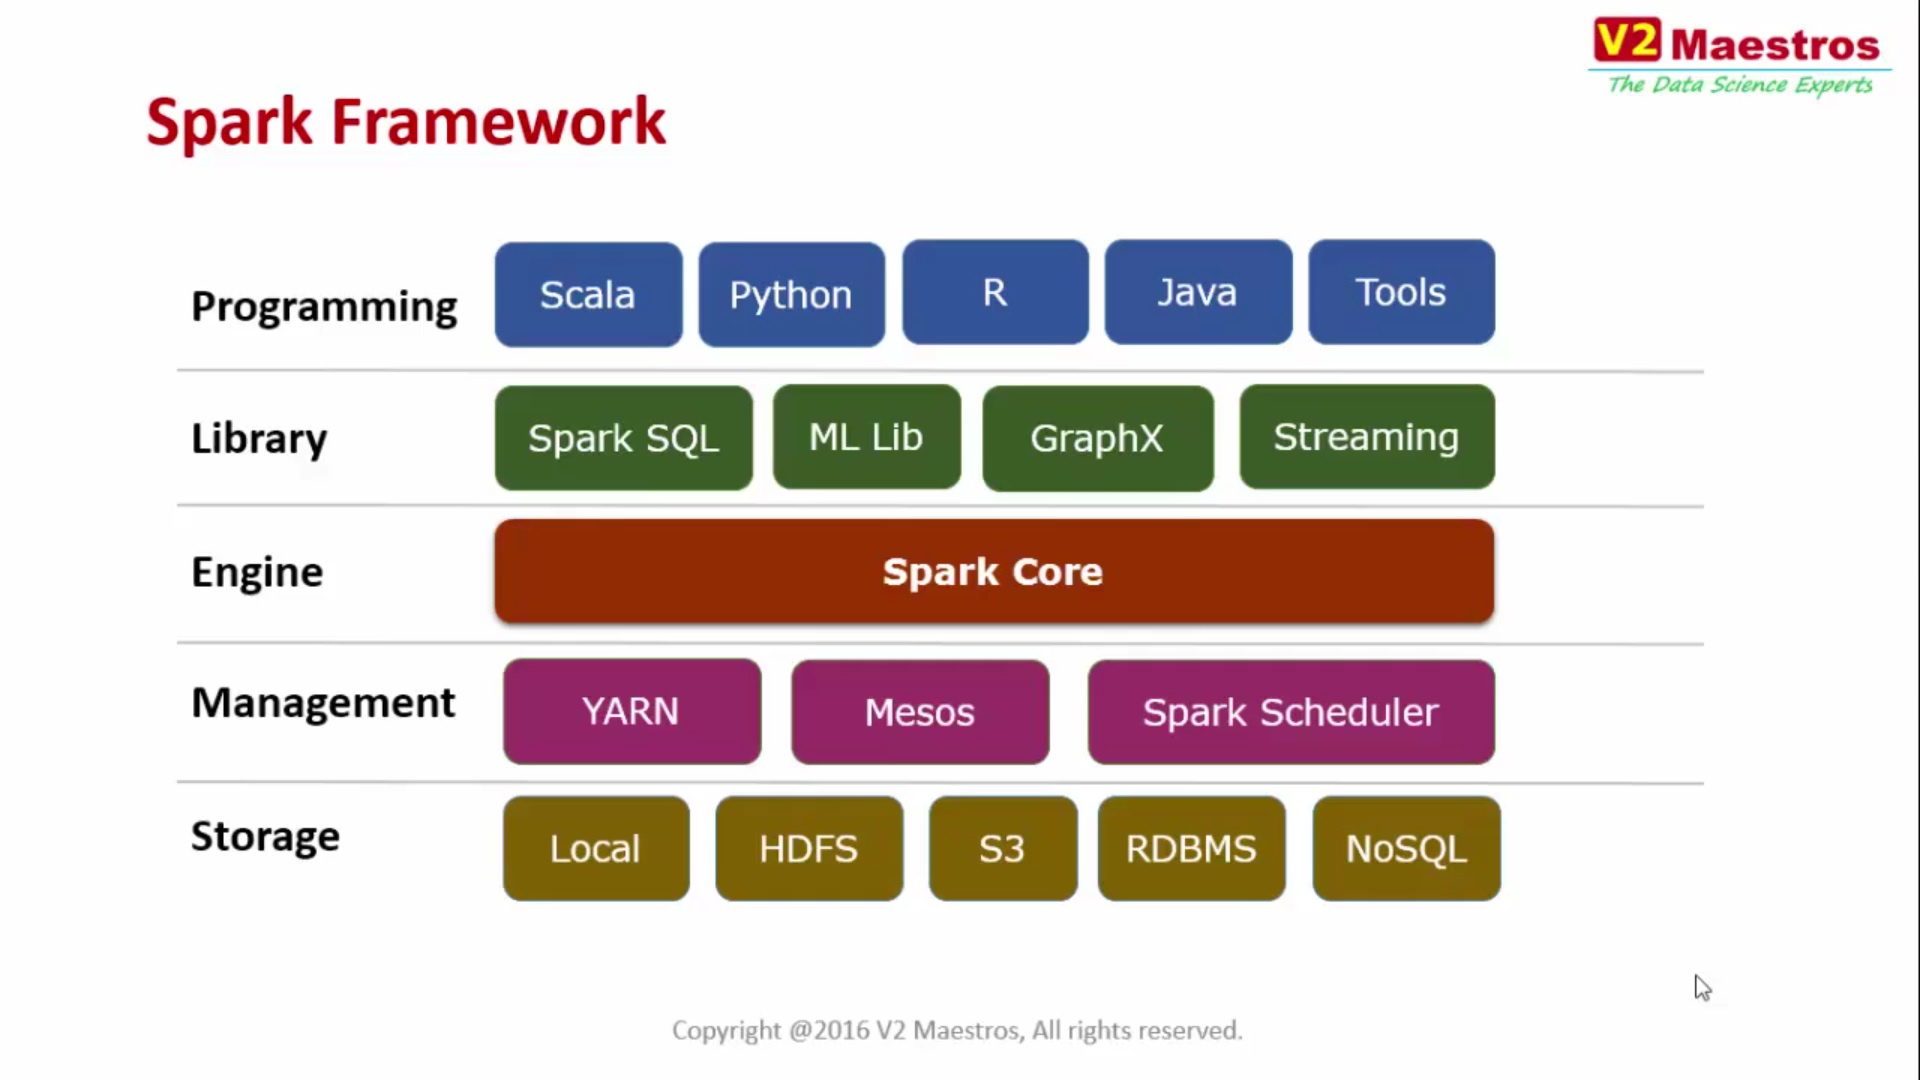 V2 Maestros
The Data Science Experts
Spark Framework
Programming
Scala
Python
R
Java
Tools
Library
Spark SQL
ML Lib
GraphX
Streaming
Engine
Spark Core
Management
YARN
Mesos
Spark Scheduler
Storage
Local
HDFS
S3
RDBMS
NoSQL
Copyright @2016 V2 Maestros, All rights reserved.